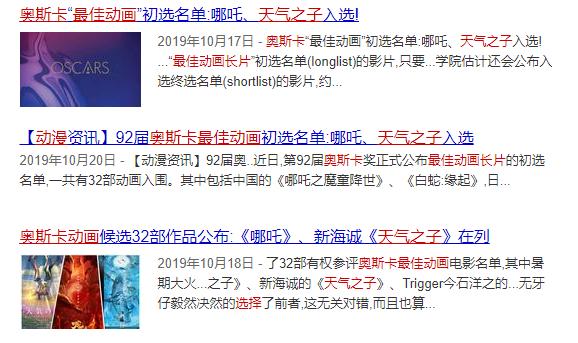 奥斯卡“最佳动画”初选名单:哪吒、天气之子入选!
OSCARS
2019年10月17日 - 奥斯卡“最佳动画”初选名单:哪吒、天气之子入选!
...“最佳动画长片”初选名单(longlist)的影片,只要...学院估计还会公布入
选终选名单(shortlist)的影片,约...
【动漫资讯】92届奥斯卡最佳动画初选名单:哪吒、天气之子入选
2019年10月20日 - 【动漫资讯】92届奥..近日,第92届奥斯卡奖正式公布最佳动画长片的初选
名单,一共有32部动画入围。其中包括中国的《哪吒之魔童降世》、《白蛇:缘起》,日...
奥斯卡动画候选32部作品公布:《哪吒》、新海诚《天气之子》在列
2019年10月18日 - 了32部有权参评奥斯卡最佳动画电影名单,其中暑
期大火...之子》、新海诚的《天气之子》、Trigger今石洋之的...无牙
仔毅然决然的选择了前者,这无关对错,而且也算...